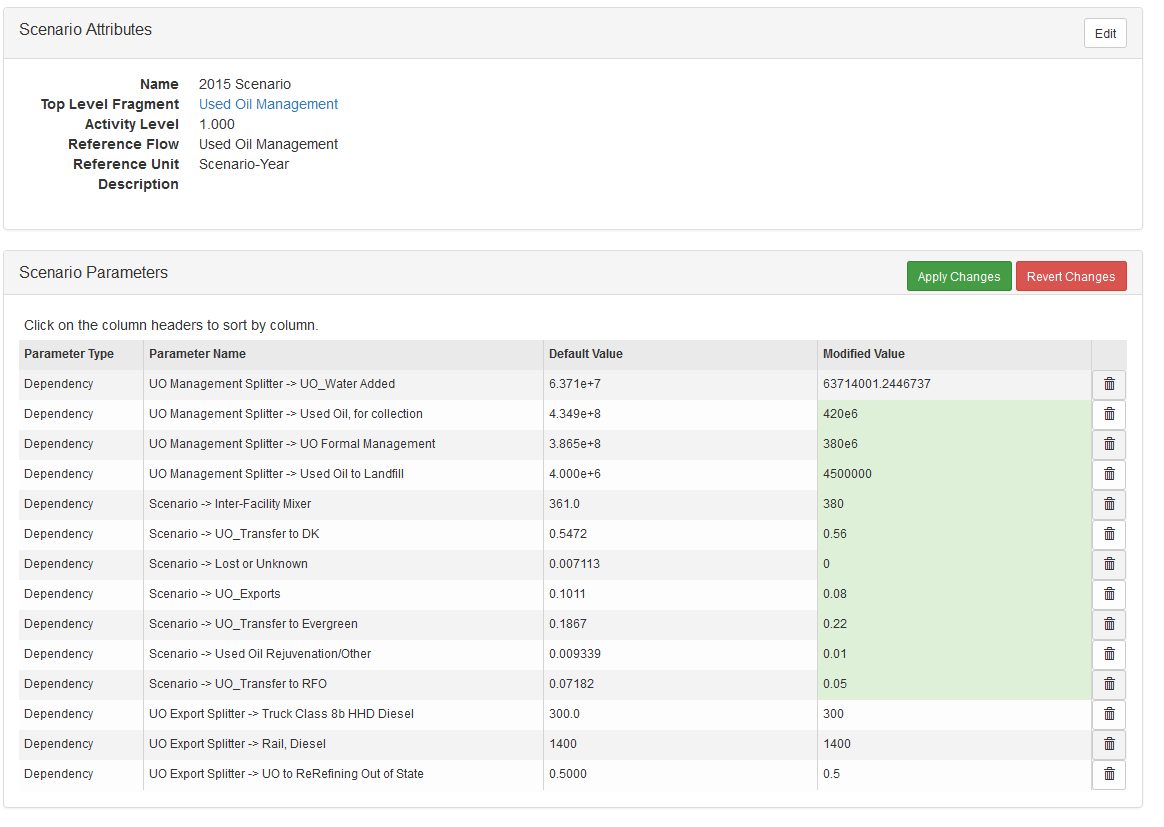 Scenario Attributes
Edit
Name 2015 Scenario
Top Level Fragment Used Oil Management
Activity Level 1.000
Reference Flow Used Oil Management
Reference Unit Scenario-Year
Description
Scenario Parameters
Apply Changes Revert Changes
Click on the column headers to sort by column.
Parameter Type Parameter Name Default Value Modified Value
Dependency UO Management Splitter -> UO_Water Added 6.371e+7 63714001.2446737
Dependency UO Management Splitter -> Used Oil, for collection 4.349e+8 420e6
Dependency UO Management Splitter -> UO Formal Management 3.865e+8 380e6
Dependency UO Management Splitter -> Used Oil to Landfill 4.000e+6 4500000
Dependency Scenario -> Inter-Facility Mixer 361.0 380
Dependency Scenario -> UO_Transfer to DK 0.5472 0.56
Dependency Scenario -> Lost or Unknown 0.007113 0
Dependency Scenario -> UO_Exports 0.1011 0.08
Dependency Scenario -> UO_Transfer to Evergreen 0.1867 0.22
Dependency Scenario -> Used Oil Rejuvenation/Other 0.009339 0.01
Dependency Scenario -> UO_Transfer to RFO 0.07182 0.05
Dependency UO Export Splitter -> Truck Class 8b HHD Diesel 300.0 300
Dependency UO Export Splitter -> Rail, Diesel 1400 1400
Dependency UO Export Splitter -> UO to ReRefining Out of State 0.5000 0.5